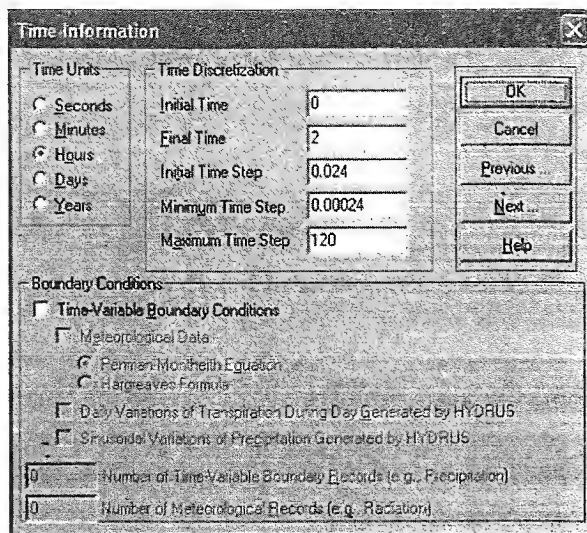 Time Information
Time Units
Seconds
Minutes
Hours
Days
Years
Time Discretization
Initial Time 0
Final Time 2
Initial Time Step 0.024
Minimum Time Step 0.00024
Maximum Time Step 120
OK
Cancel
Previous ...
Next ...
Help
Boundary Conditions
Time-Variable Boundary Conditions
Meteorological Data
Penman-Montheith Equation
Hargreaves Formula
Daily Variations of Transpiration During Day Generated by HYDRUS
Sinusoidal Variations of Precipitation Generated by HYDRUS
0 Number of Time-Variable Boundary Records (e.g., Precipitation)
0 Number of Meteorological Records (e.g., Radiation)